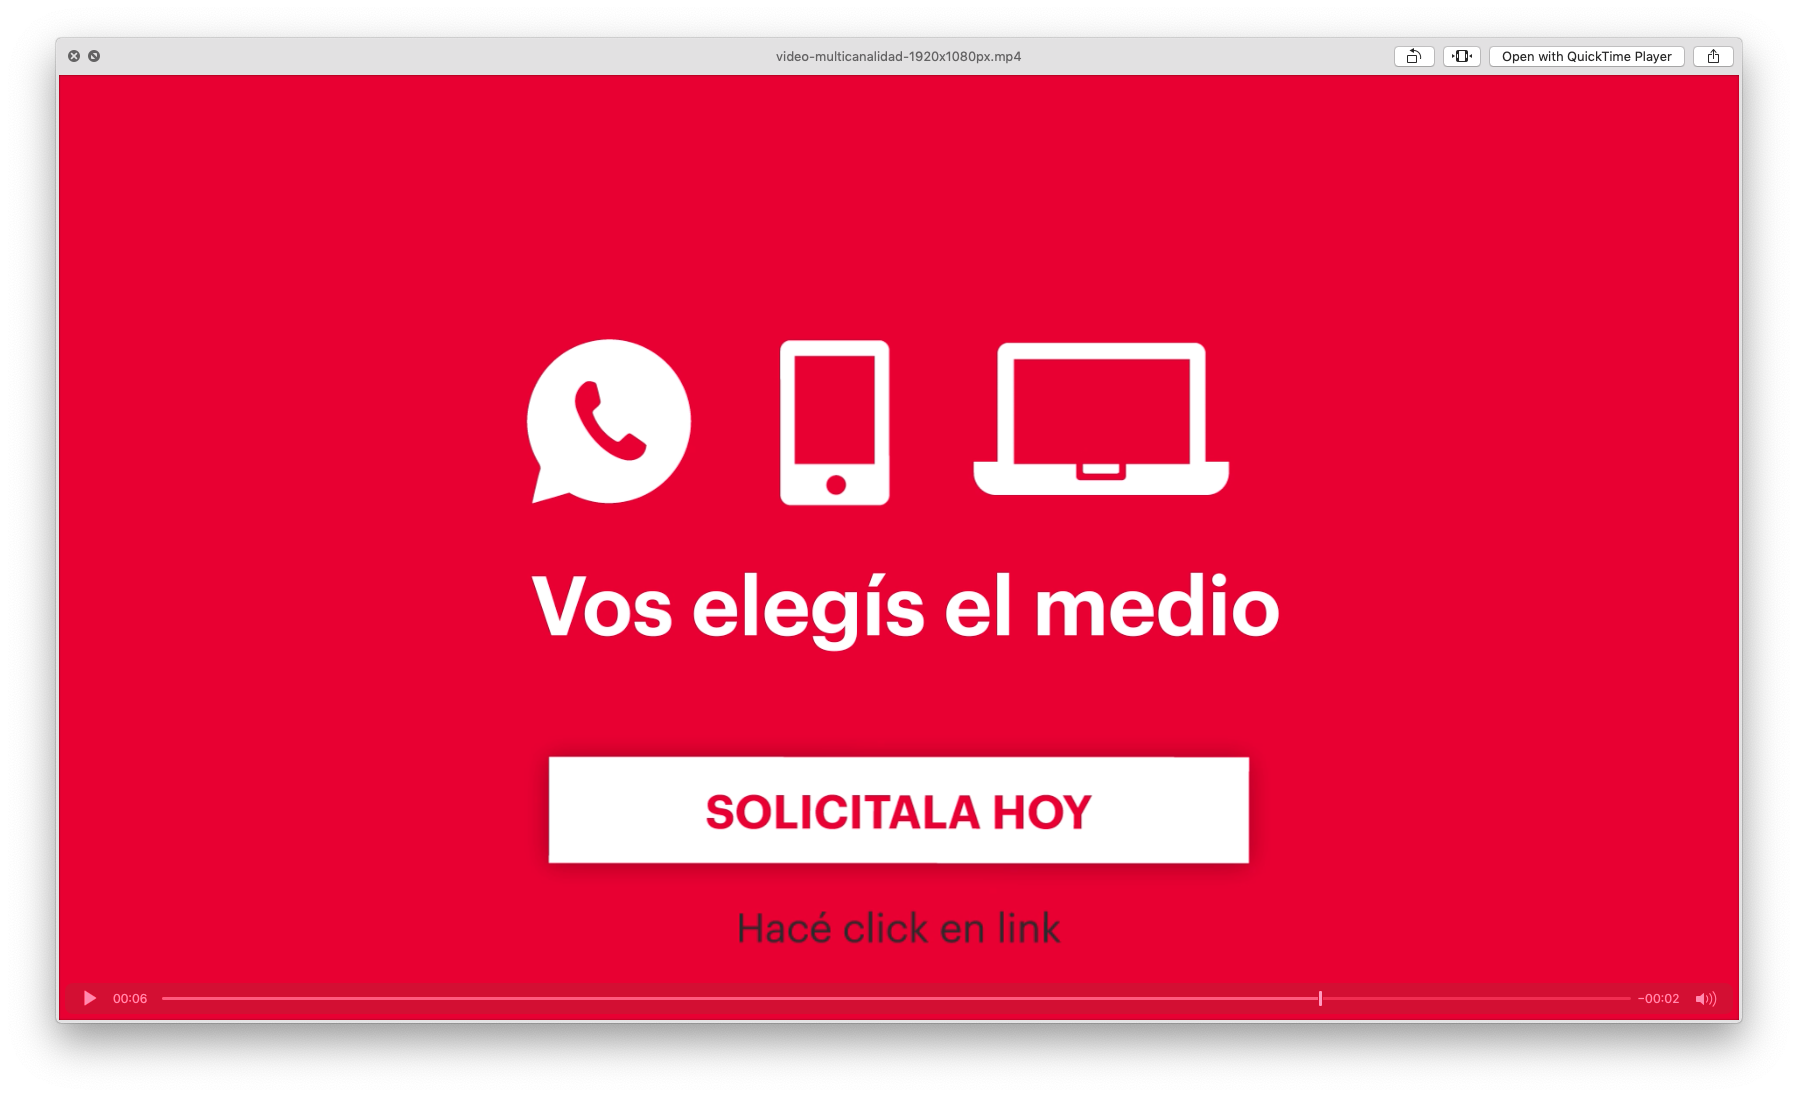 video-multicanalidad-1920x1080px.mp4
Open with QuickTime Player
Vos elegís el medio
SOLICITALA HOY
Hacé click en link
00:06
-00:02